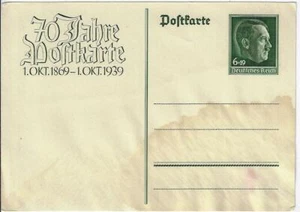 70 Jahre
Postkarte
1. OKT. 1869 – 1. OKT. 1939
Postkarte
6+19
Deutsches Reich